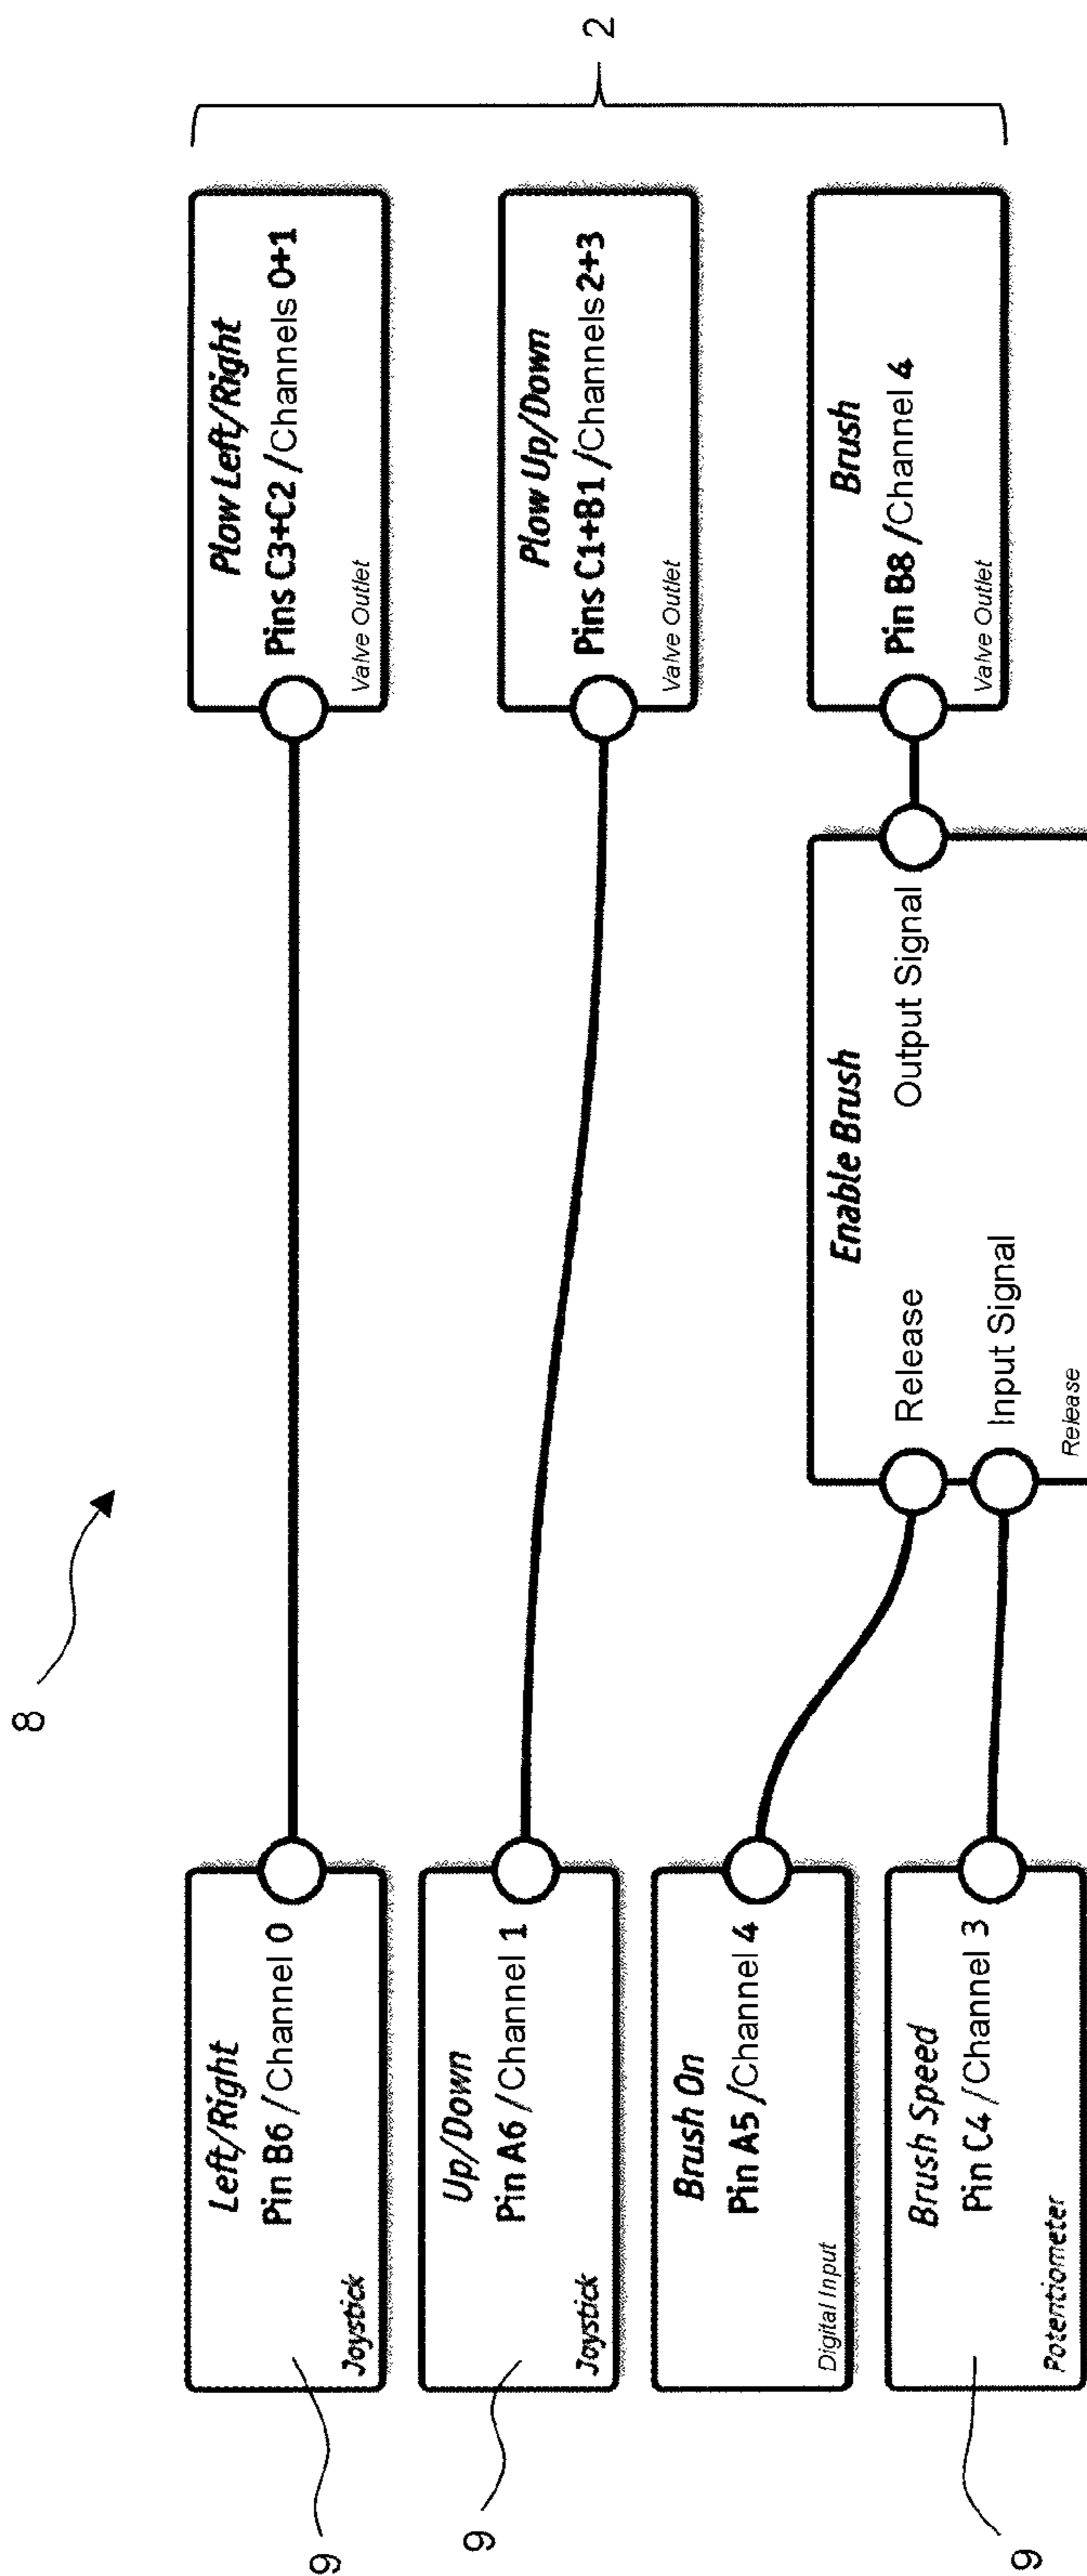 8
Left/Right
Pin B6 /Channel 0
Joystick
9
Up/Down
Pin A6 /Channel 1
Joystick
9
Brush On
Pin A5 /Channel 4
Digital Input
Brush Speed
Pin C4 /Channel 3
Potentiometer
9
Enable Brush
Release
Output Signal
Input Signal
Release
Plow Left/Right
Pins C3+C2 /Channels 0+1
Valve Outlet
Plow Up/Down
Pins C1+B1 /Channels 2+3
Valve Outlet
Brush
Pin B8 /Channel 4
Valve Outlet
2